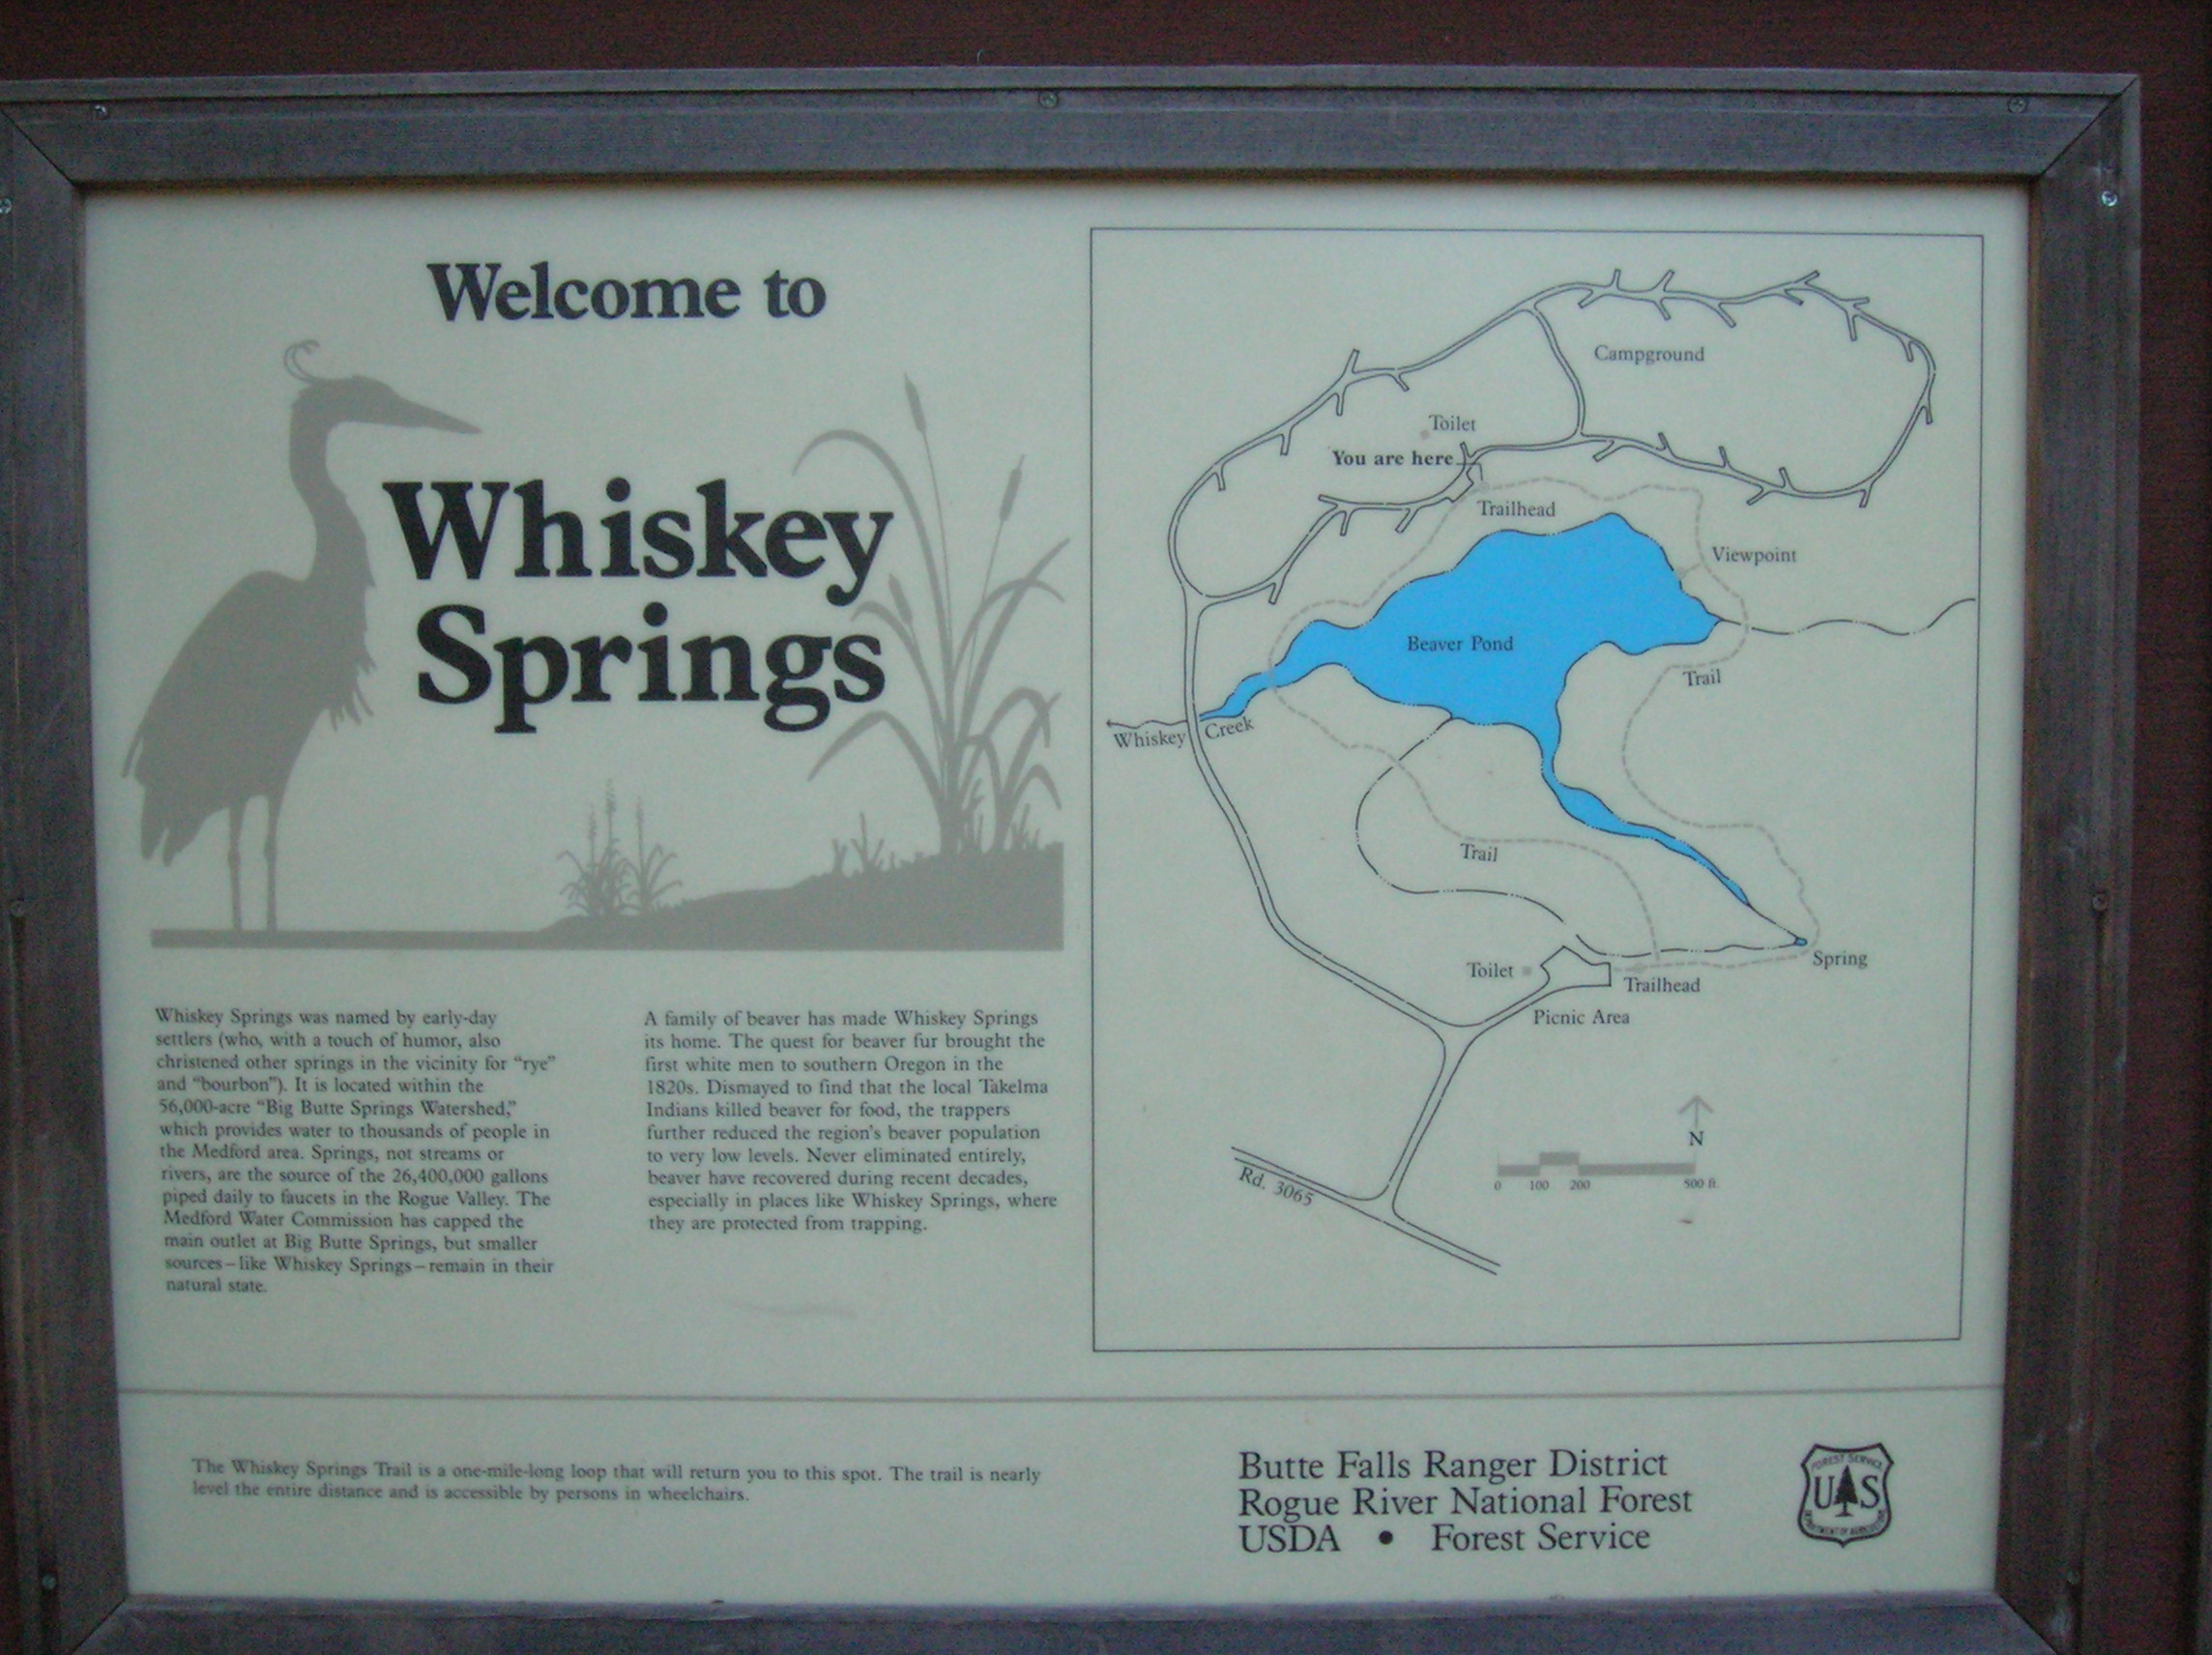 Welcome to
Whiskey
Springs
Whiskey Springs was named by early-day
settlers (who, with a touch of humor, also
christened other springs in the vicinity for “rye”
and “bourbon”). It is located within the
56,000-acre “Big Butte Springs Watershed,”
which provides water to thousands of people in
the Medford area. Springs, not streams or
rivers, are the source of the 26,400,000 gallons
piped daily to faucets in the Rogue Valley. The
Medford Water Commission has capped the
main outlet at Big Butte Springs, but smaller
sources–like Whiskey Springs–remain in their
natural state.
A family of beaver has made Whiskey Springs
its home. The quest for beaver fur brought the
first white men to southern Oregon in the
1820s. Dismayed to find that the local Takelma
Indians killed beaver for food, the trappers
further reduced the region's beaver population
to very low levels. Never eliminated entirely,
beaver have recovered during recent decades,
especially in places like Whiskey Springs, where
they are protected from trapping.
Campground
Toilet
You are here
Trailhead
Viewpoint
Beaver Pond
Trail
Whiskey Creek
Trail
Spring
Toilet
Trailhead
Picnic Area
N
Rd. 3065
0 100 200 500 ft.
The Whiskey Springs Trail is a one-mile-long loop that will return you to this spot. The trail is nearly
level the entire distance and is accessible by persons in wheelchairs.
Butte Falls Ranger District
Rogue River National Forest
USDA • Forest Service
FOREST SERVICE
U S
DEPARTMENT OF AGRICULTURE